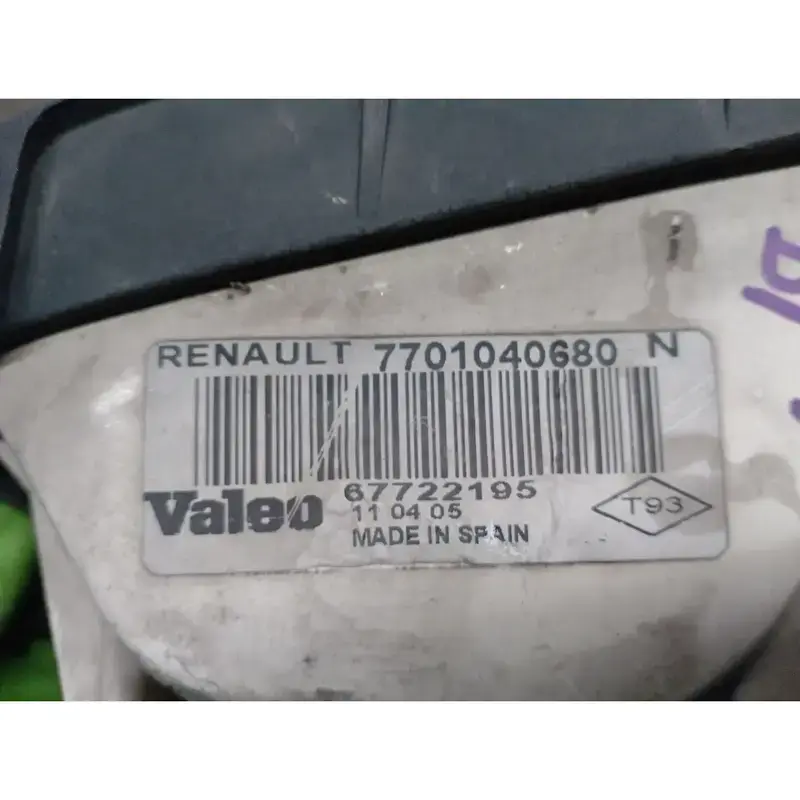 RENAULT 7701040680 N
67722195
Valeo
11 04 05
T93
MADE IN SPAIN